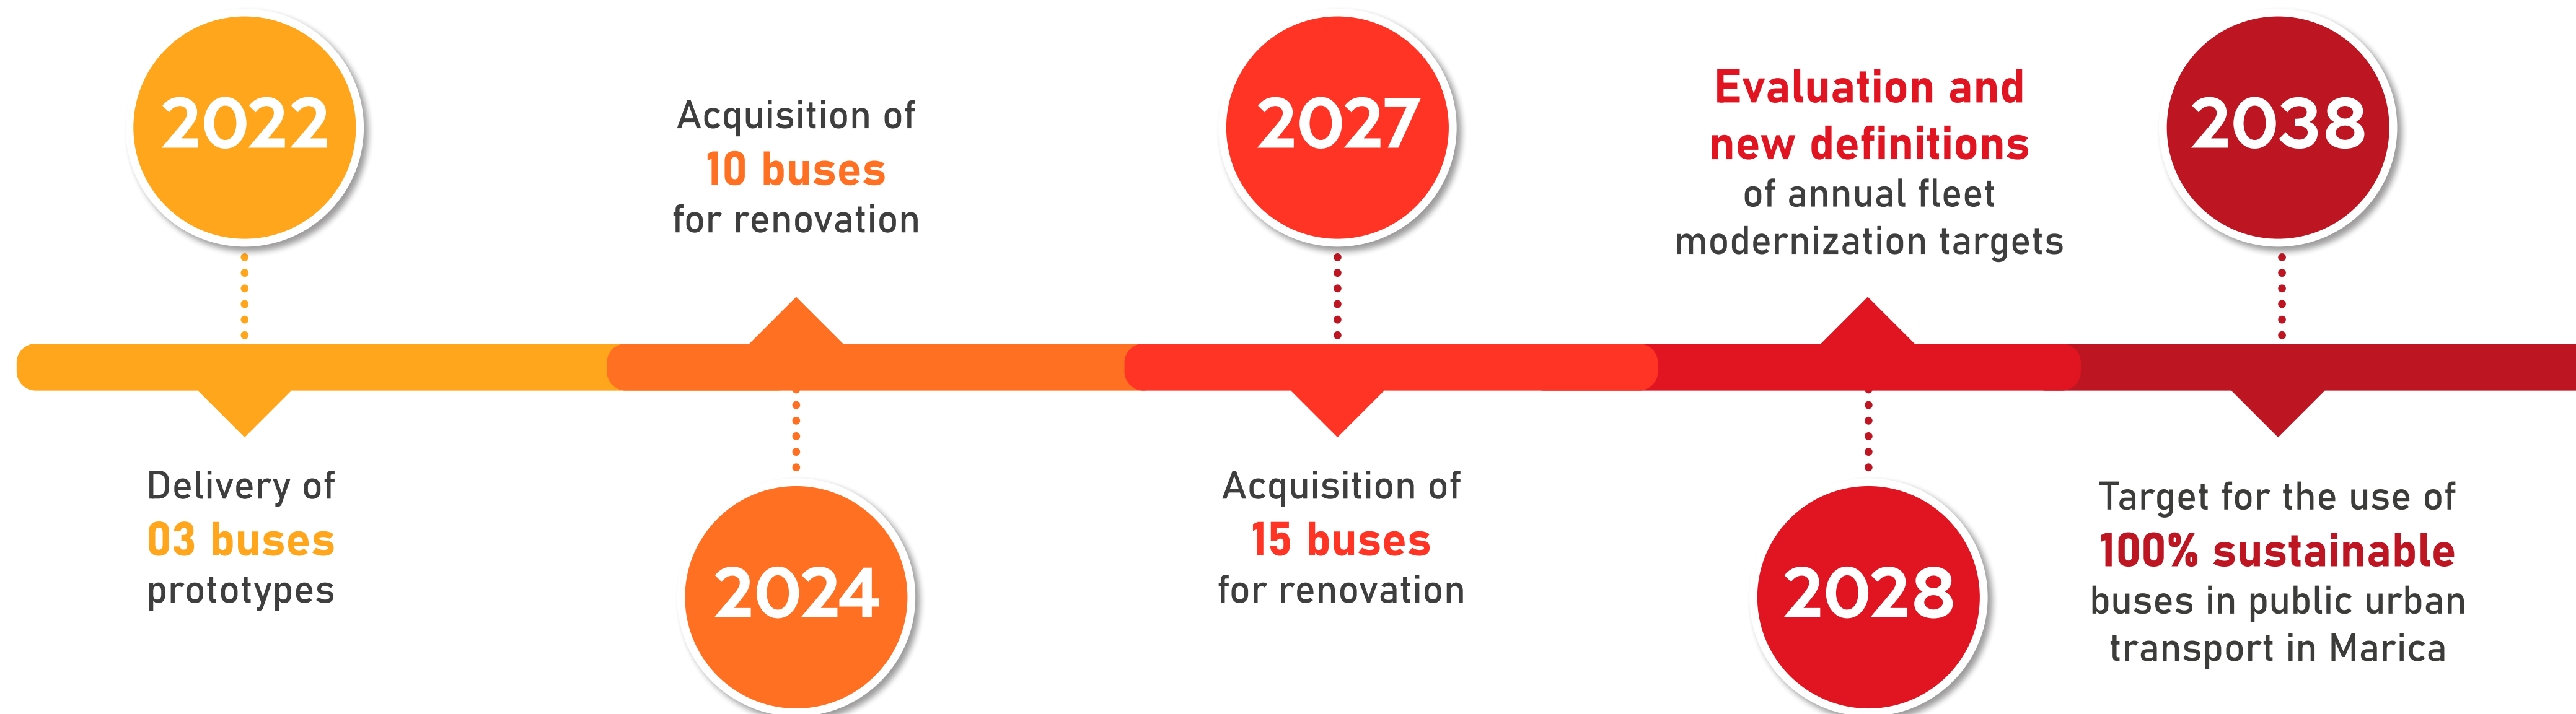 2022
Delivery of
03 buses
prototypes
Acquisition of
10 buses
for renovation
2024
2027
Acquisition of
15 buses
for renovation
Evaluation and
new definitions
of annual fleet
modernization targets
2028
2038
Target for the use of
100% sustainable
buses in public urban
transport in Marica